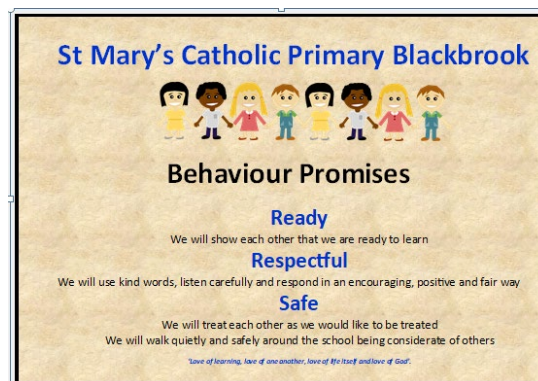 St Mary's Catholic Primary Blackbrook
Behaviour Promises
Ready
We will show each other that we are ready to learn
Respectful
We will use kind words, listen carefully and respond in an encouraging, positive and fair way
Safe
We will treat each other as we would like to be treated
We will walk quietly and safely around the school being considerate of others
'Love of learning, love of one another, love of life itself and love of God'.